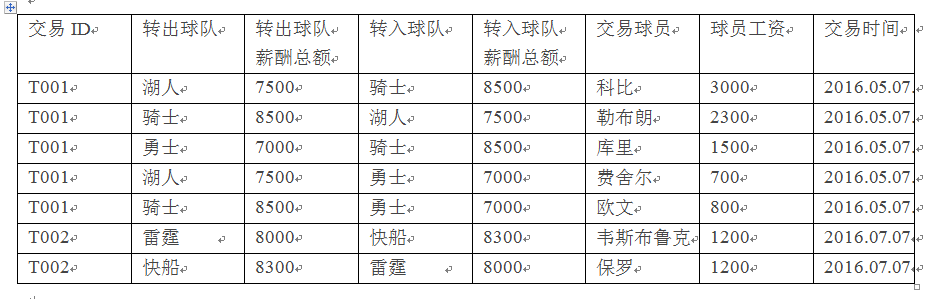 交易 ID 转出球队 转出球队薪酬总额 转入球队 转入球队薪酬总额 交易球员 球员工资 交易时间
T001 湖人 7500 骑士 8500 科比 3000 2016.05.07
T001 骑士 8500 湖人 7500 勒布朗 2300 2016.05.07
T001 勇士 7000 骑士 8500 库里 1500 2016.05.07
T001 湖人 7500 勇士 7000 费舍尔 700 2016.05.07
T001 骑士 8500 勇士 7000 欧文 800 2016.05.07
T002 雷霆 8000 快船 8300 韦斯布鲁克 1200 2016.07.07
T002 快船 8300 雷霆 8000 保罗 1200 2016.07.07